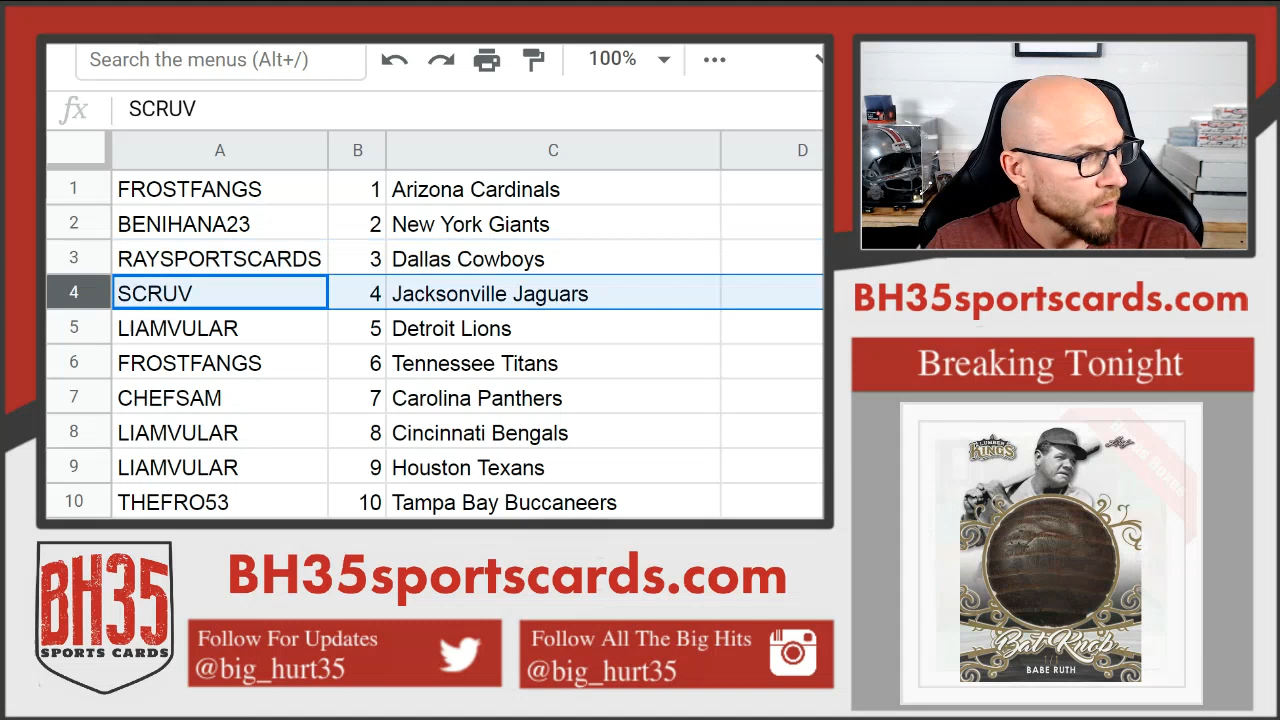 Search the menus (Alt+/)
100%
fx
SCRUV
A B C D
1 FROSTFANGS 1 Arizona Cardinals
2 BENIHANA23 2 New York Giants
3 RAYSPORTSCARDS 3 Dallas Cowboys
4 SCRUV 4 Jacksonville Jaguars
5 LIAMVULAR 5 Detroit Lions
6 FROSTFANGS 6 Tennessee Titans
7 CHEFSAM 7 Carolina Panthers
8 LIAMVULAR 8 Cincinnati Bengals
9 LIAMVULAR 9 Houston Texans
10 THEFRO53 10 Tampa Bay Buccaneers
BH35sportscards.com
Breaking Tonight
LUMBER
KINGS
Leaf
Bat Knob
1/1
BABE RUTH
BH35
SPORTS CARDS
BH35sportscards.com
Follow For Updates
@big_hurt35
Follow All The Big Hits
@big_hurt35